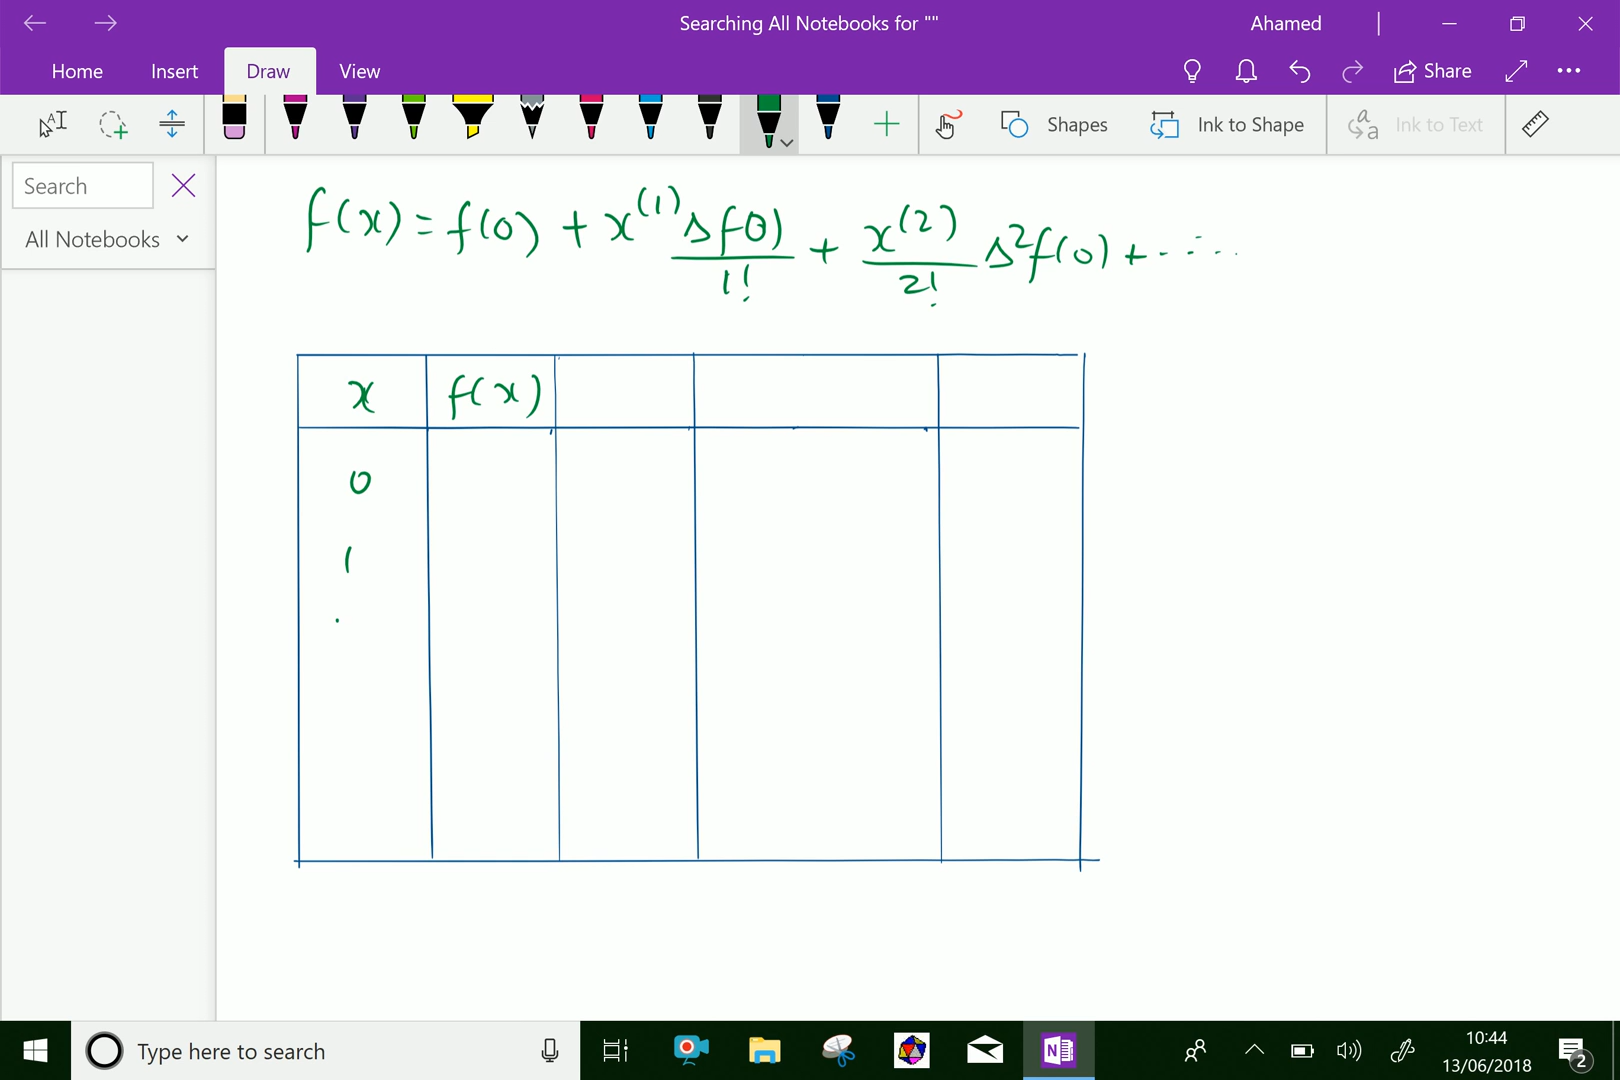 Searching All Notebooks for ""
Ahamed
Home Insert Draw View
Share
Shapes
Ink to Shape
Ink to Text
Search
All Notebooks
f(x) = f(0) + x^(1) Δf(0)/1! + x^(2)/2! Δ²f(0) + ......
x f(x)
0
1
.
Type here to search
10:44
13/06/2018
2